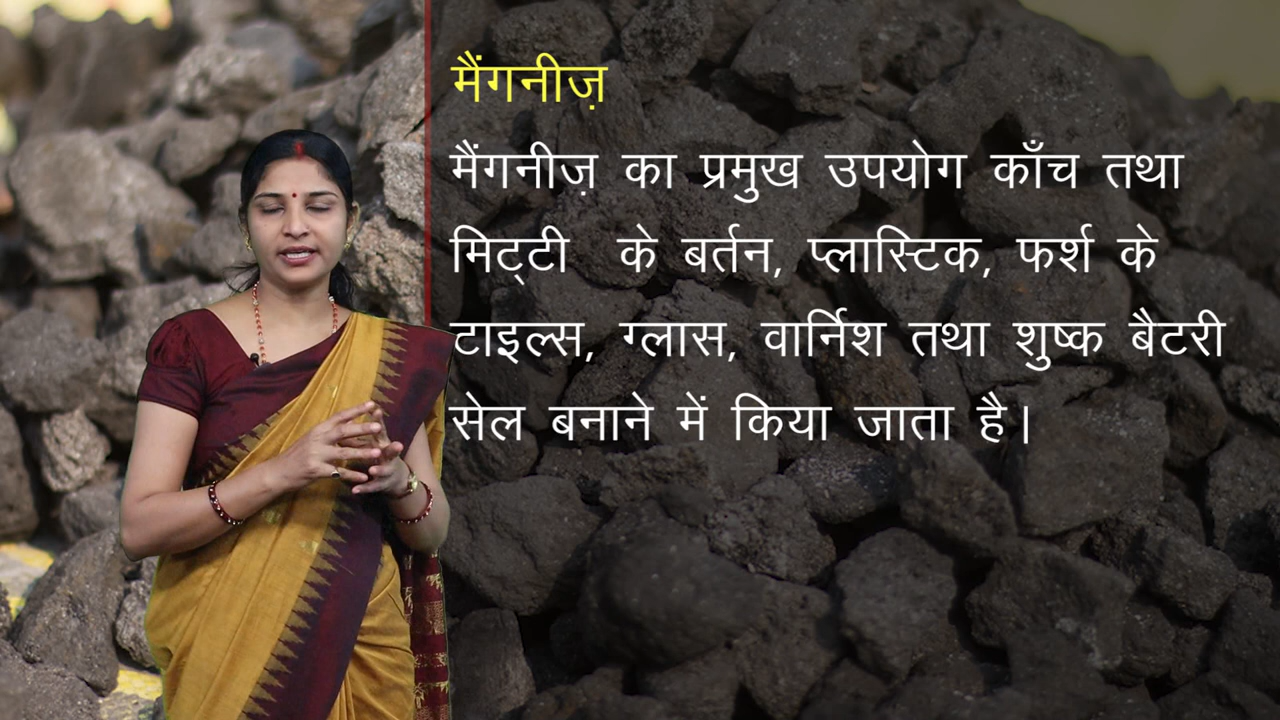 मैंगनीज़
मैंगनीज़ का प्रमुख उपयोग काँच तथा
मिट्टी के बर्तन, प्लास्टिक, फर्श के
टाइल्स, ग्लास, वार्निश तथा शुष्क बैटरी
सेल बनाने में किया जाता है।